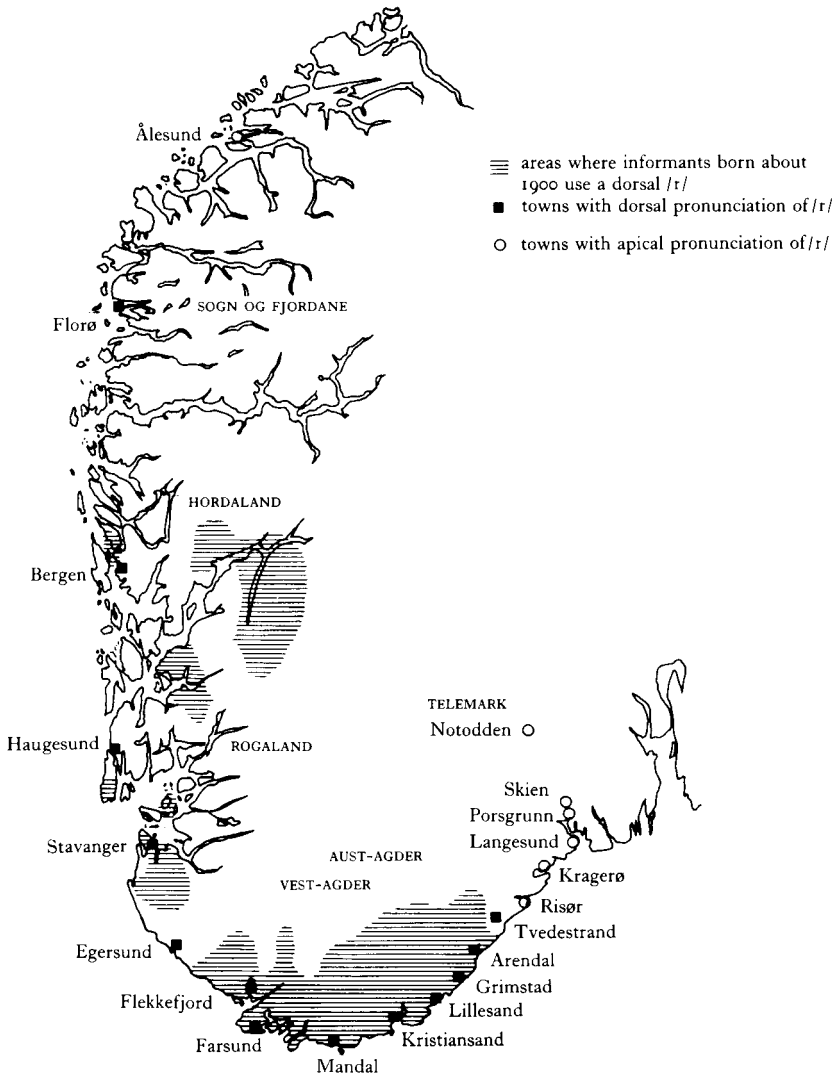 Ålesund
areas where informants born about
1900 use a dorsal /r/
towns with dorsal pronunciation of /r/
towns with apical pronunciation of /r/
SOGN OG FJORDANE
Florø
HORDALAND
Bergen
TELEMARK
Notodden
Haugesund
ROGALAND
Skien
Porsgrunn
Langesund
Stavanger
AUST-AGDER
Kragerø
VEST-AGDER
Risør
Tvedestrand
Egersund
Arendal
Grimstad
Flekkefjord
Lillesand
Kristiansand
Farsund
Mandal